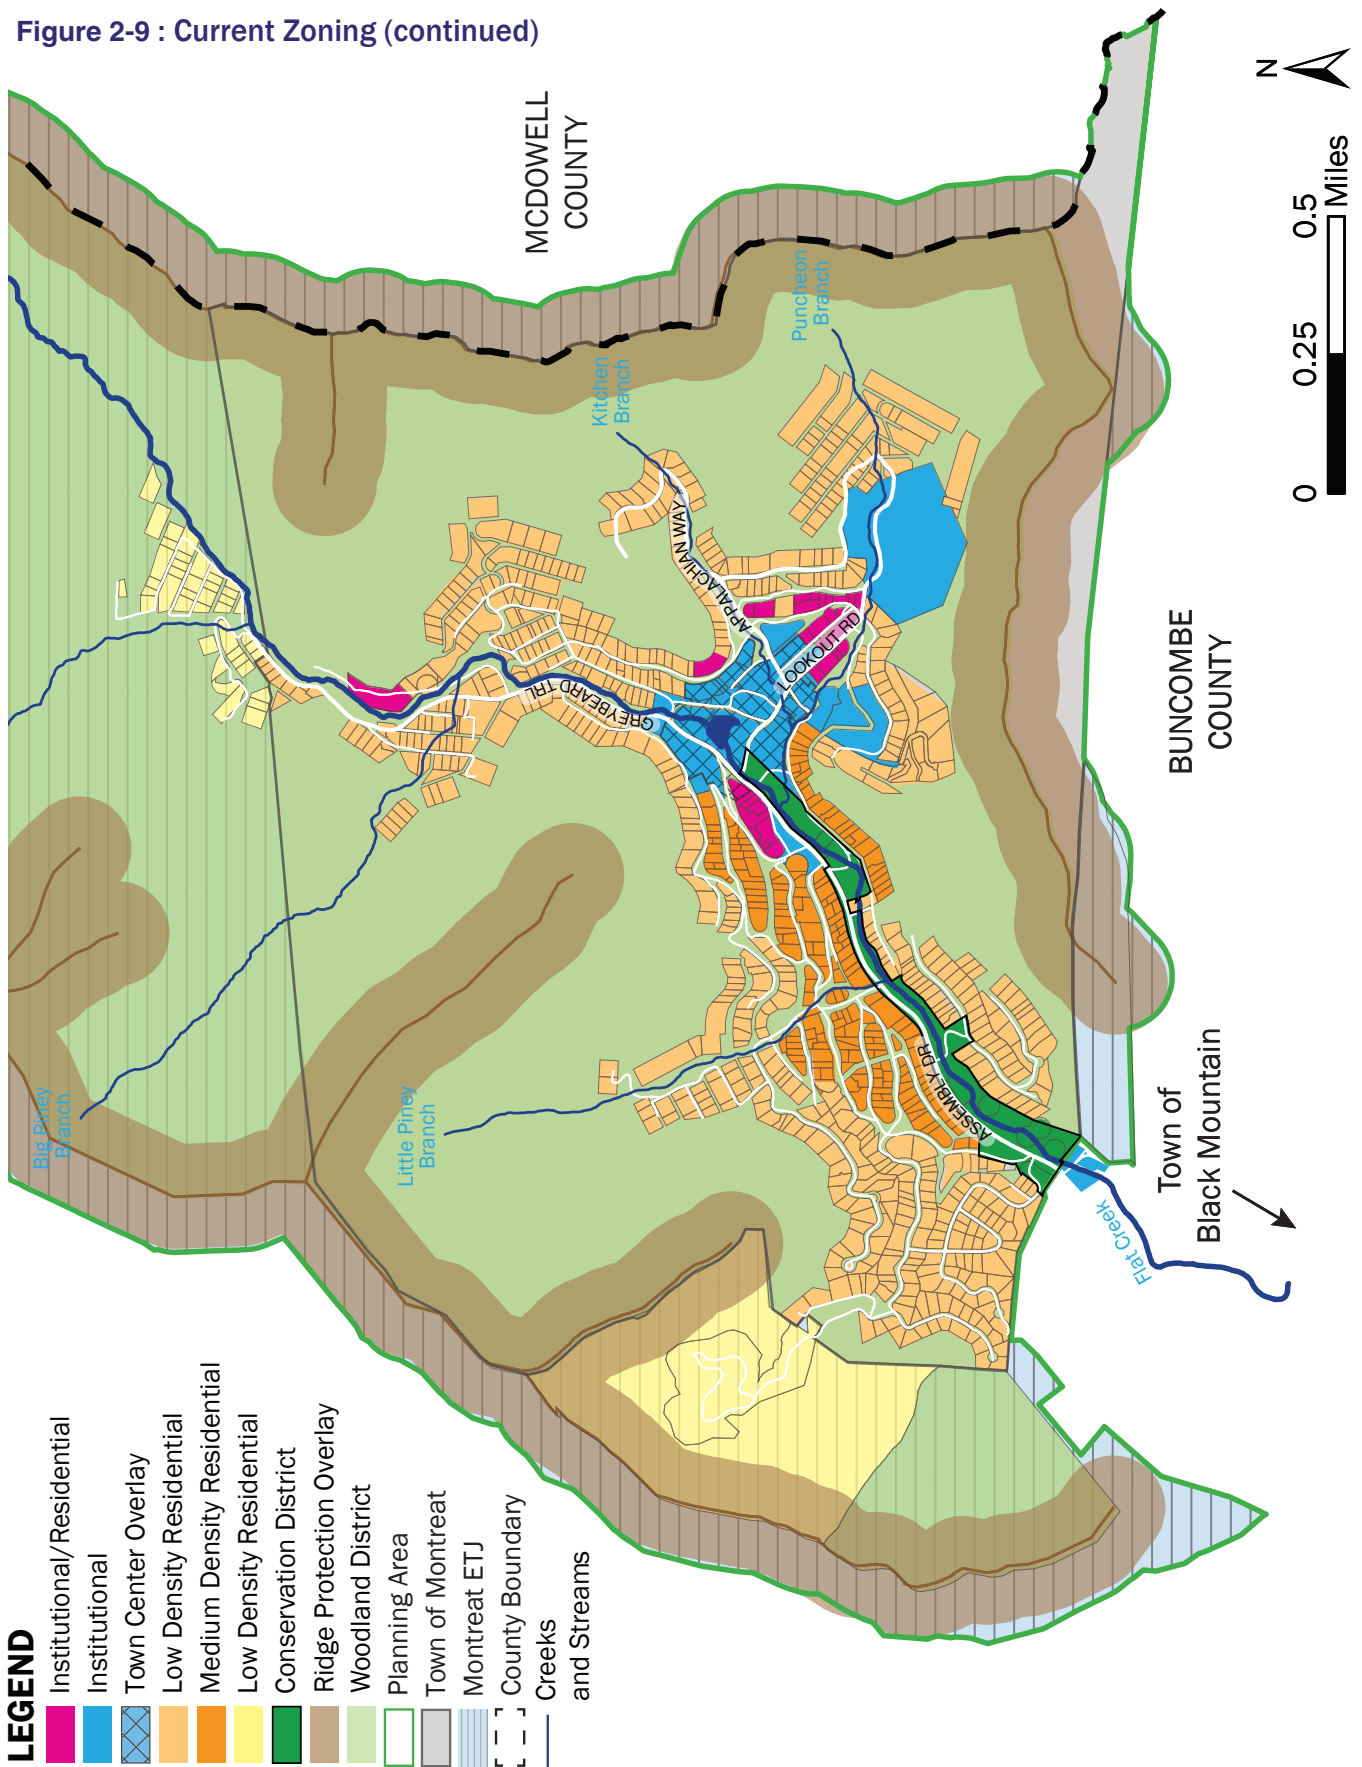 Figure 2-9 : Current Zoning (continued)
LEGEND
Institutional/Residential
Institutional
Town Center Overlay
Low Density Residential
Medium Density Residential
Low Density Residential
Conservation District
Ridge Protection Overlay
Woodland District
Planning Area
Town of Montreat
Montreat ETJ
County Boundary
Creeks
and Streams
Big Piney
Branch
Little Piney
Branch
Kitchen
Branch
Puncheon
Branch
MCDOWELL
COUNTY
BUNCOMBE
COUNTY
GREYBEARD TRL
APPALACHIAN WAY
LOOKOUT RD
ASSEMBLY DR
Flat Creek
Town of
Black Mountain
N
0 0.25 0.5
Miles